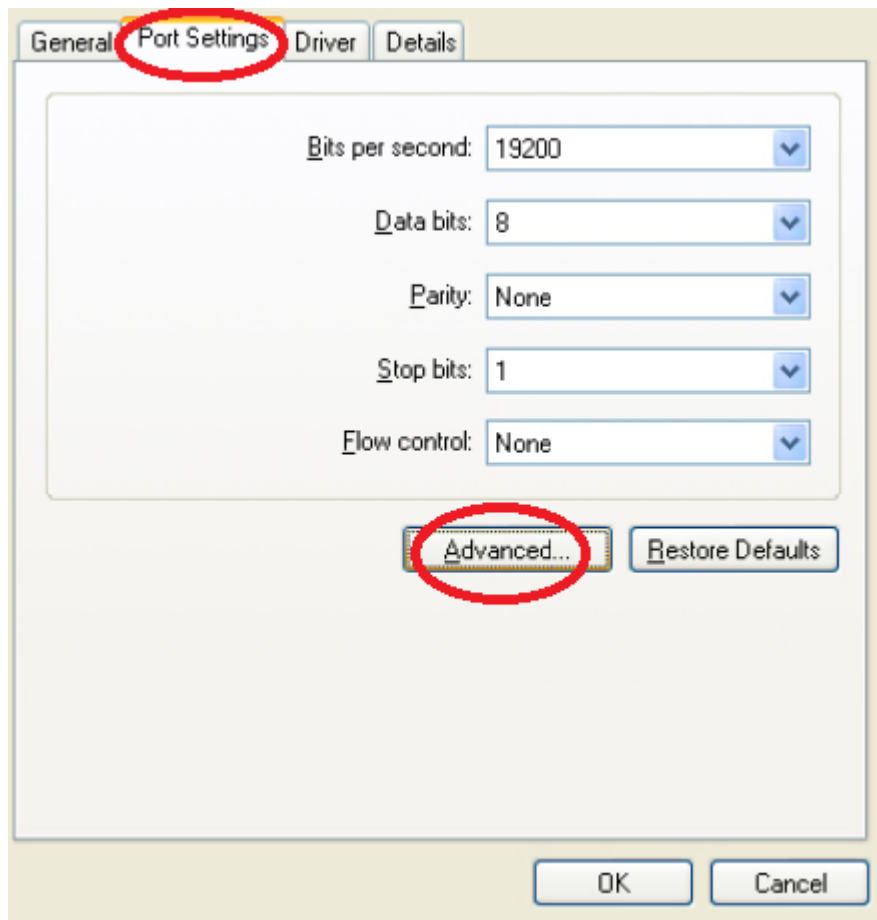 General Port Settings Driver Details
Bits per second: 19200
Data bits: 8
Parity: None
Stop bits: 1
Flow control: None
Advanced... Restore Defaults
OK Cancel